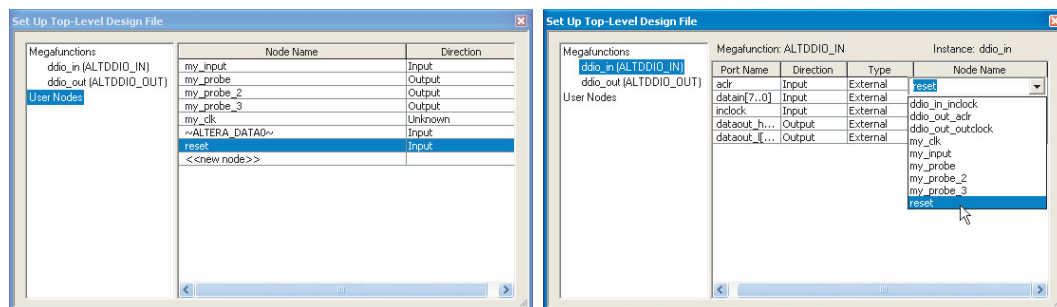 Set Up Top-Level Design File
Megafunctions
ddio_in (ALTDDIO_IN)
ddio_out (ALTDDIO_OUT)
User Nodes
Node Name Direction
my_input Input
my_probe Output
my_probe_2 Output
my_probe_3 Output
my_clk Unknown
~ALTERA_DATA0~ Input
reset Input
<<new node>>
Set Up Top-Level Design File
Megafunctions
ddio_in (ALTDDIO_IN)
ddio_out (ALTDDIO_OUT)
User Nodes
Megafunction: ALTDDIO_IN Instance: ddio_in
Port Name Direction Type Node Name
aclr Input External reset
datain[7..0] Input External
inclock Input External
dataout_h... Output External
dataout_l[... Output External
ddio_in_inclock
ddio_out_aclr
ddio_out_outclock
my_clk
my_input
my_probe
my_probe_2
my_probe_3
reset